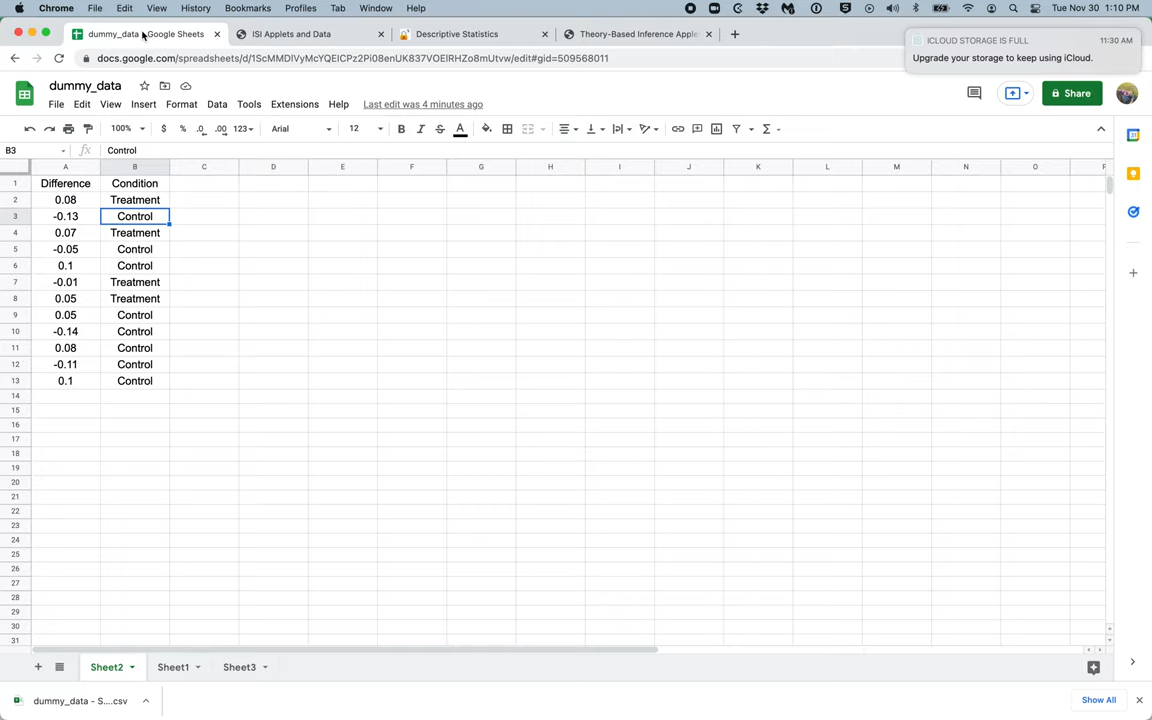 Chrome File Edit View History Bookmarks Profiles Tab Window Help Tue Nov 30 1:10 PM
dummy_data - Google Sheets ISI Applets and Data Descriptive Statistics Theory-Based Inference Apple
docs.google.com/spreadsheets/d/1ScMMDlVyMcYQEICPz2Pi08enUK837VOEIRHZo8mUtvw/edit#gid=509568011
ICLOUD STORAGE IS FULL 11:30 AM
Upgrade your storage to keep using iCloud.
dummy_data
File Edit View Insert Format Data Tools Extensions Help Last edit was 4 minutes ago
Share
100% $ % .0 .00 123 Arial 12 B I S A
B3 fx Control
A B C D E F G H I J K L M N O P
1 Difference Condition
2 0.08 Treatment
3 -0.13 Control
4 0.07 Treatment
5 -0.05 Control
6 0.1 Control
7 -0.01 Treatment
8 0.05 Treatment
9 0.05 Control
10 -0.14 Control
11 0.08 Control
12 -0.11 Control
13 0.1 Control
14
15
16
17
18
19
20
21
22
23
24
25
26
27
28
29
30
31
Sheet2 Sheet1 Sheet3
dummy_data - S....csv Show All